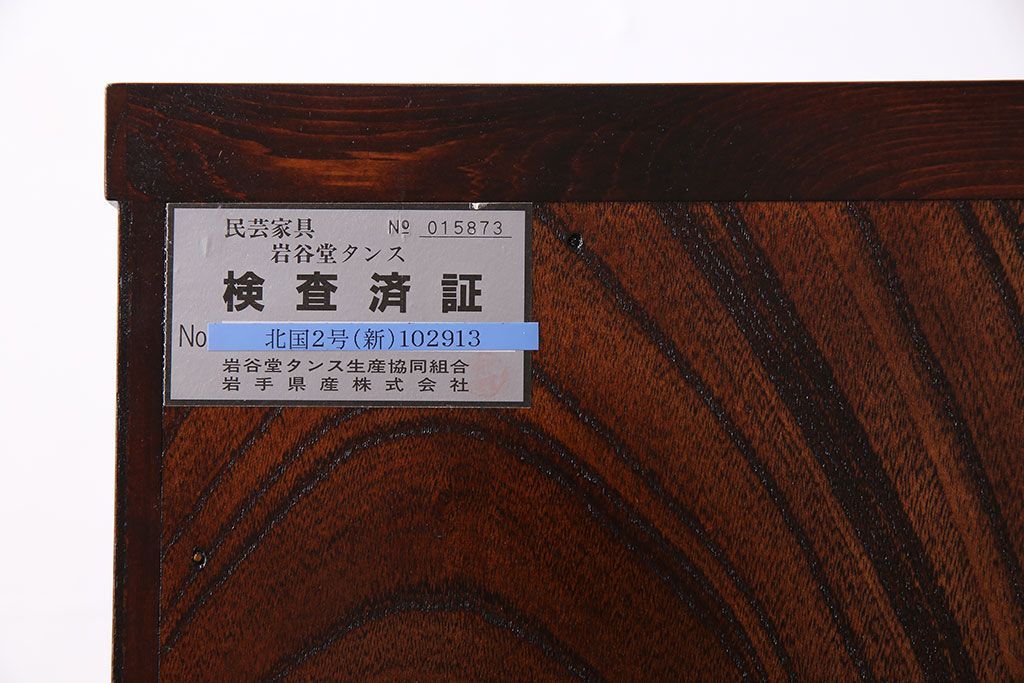 民芸家具 № 015873
岩谷堂タンス
検査済証
No 北国2号(新)102913
岩谷堂タンス生産協同組合
岩手県産株式会社